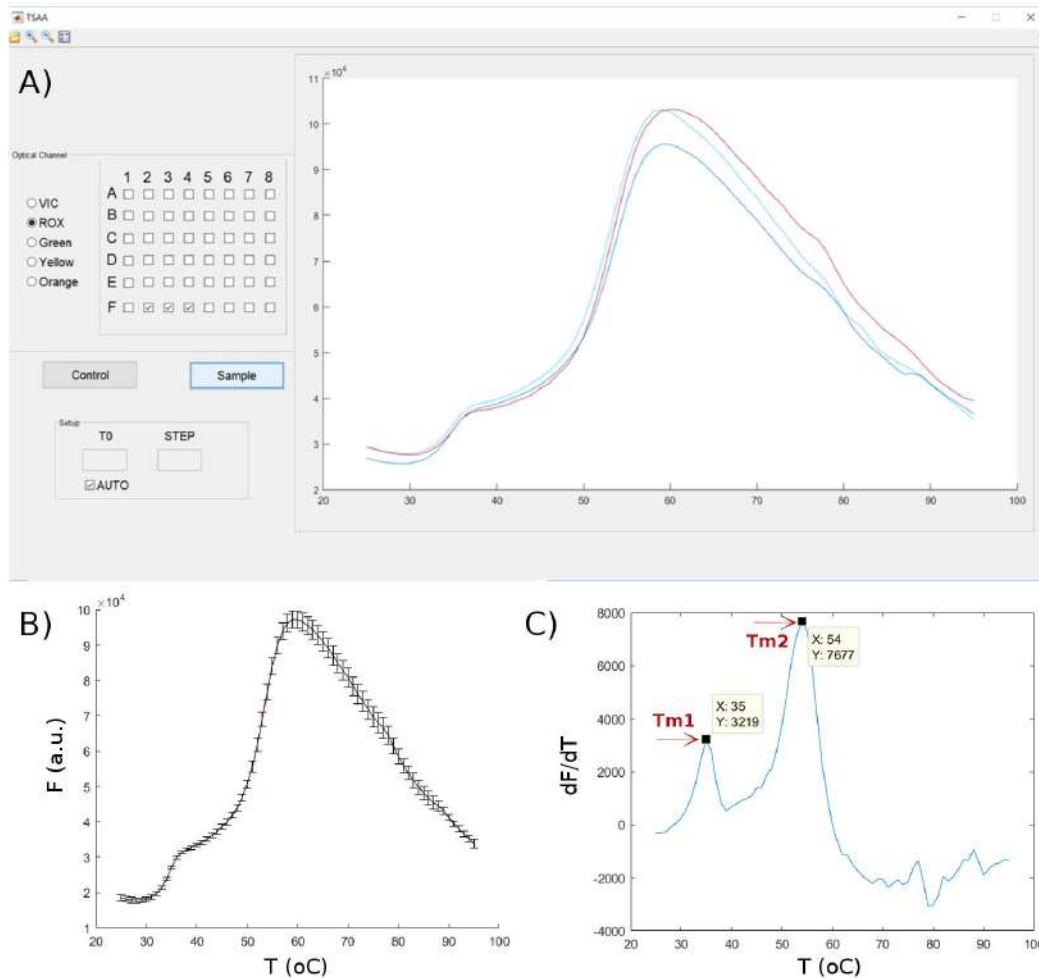 TSAA
A)
Optical Channel
VIC
ROX
Green
Yellow
Orange
1 2 3 4 5 6 7 8
A
B
C
D
E
F
Control
Sample
Setup
T0 STEP
AUTO
×10⁴
11
10
9
8
7
6
5
4
3
2
20 30 40 50 60 70 80 90 100
B)
×10⁴
10
9
8
7
6
5
4
3
2
1
F (a.u.)
20 30 40 50 60 70 80 90 100
T (oC)
C)
8000
6000
4000
2000
0
-2000
-4000
dF/dT
Tm2
X: 54
Y: 7677
Tm1
X: 35
Y: 3219
20 30 40 50 60 70 80 90 100
T (oC)